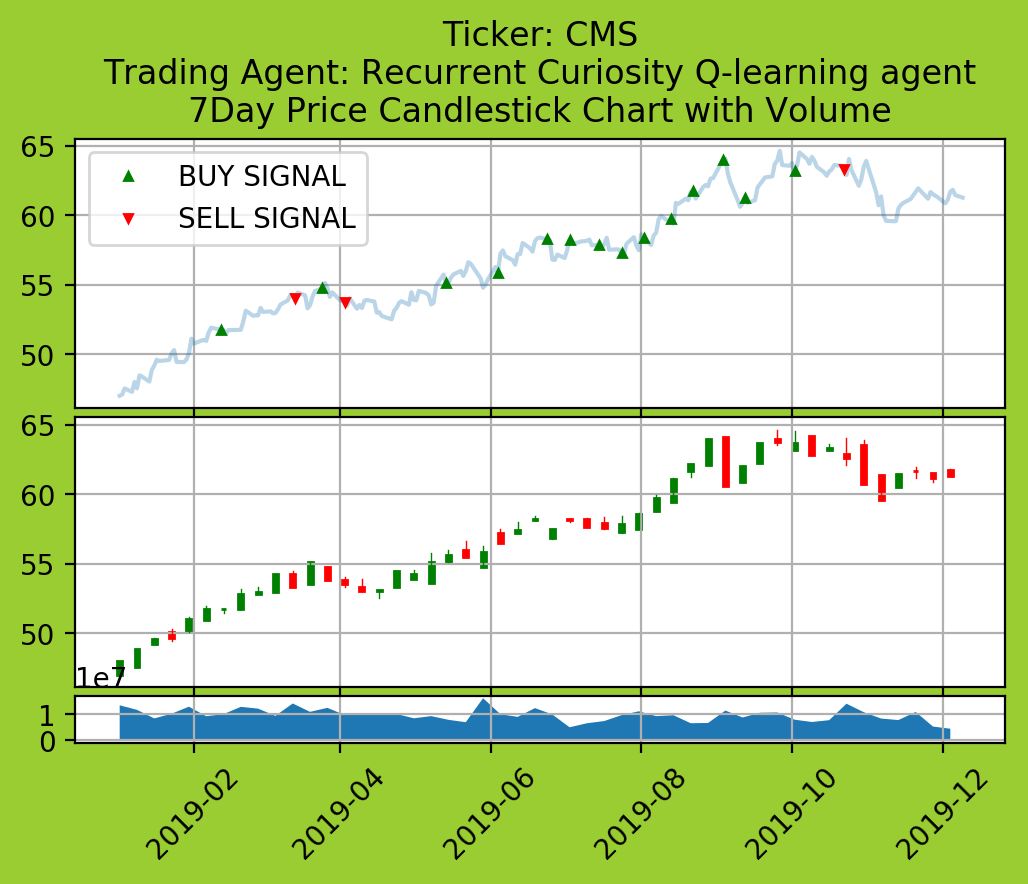 Ticker: CMS
Trading Agent: Recurrent Curiosity Q-learning agent
7Day Price Candlestick Chart with Volume
65
60
55
50
BUY SIGNAL
SELL SIGNAL
65
60
55
50
1e7
1
0
2019-02
2019-04
2019-06
2019-08
2019-10
2019-12